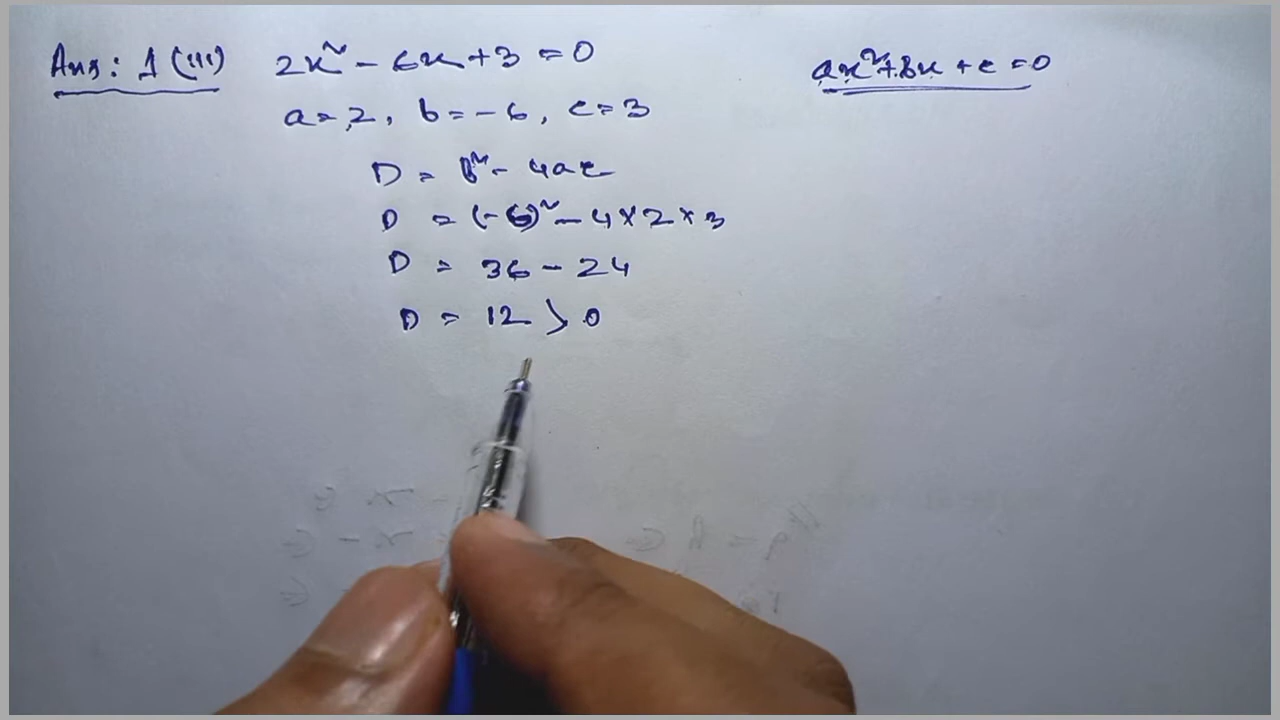 Ans: 1 (iii) 2x² - 6x + 3 = 0
ax² + bx + c = 0
a = 2, b = -6, c = 3
D = b² - 4ac
D = (-6)² - 4 × 2 × 3
D = 36 - 24
D = 12 > 0